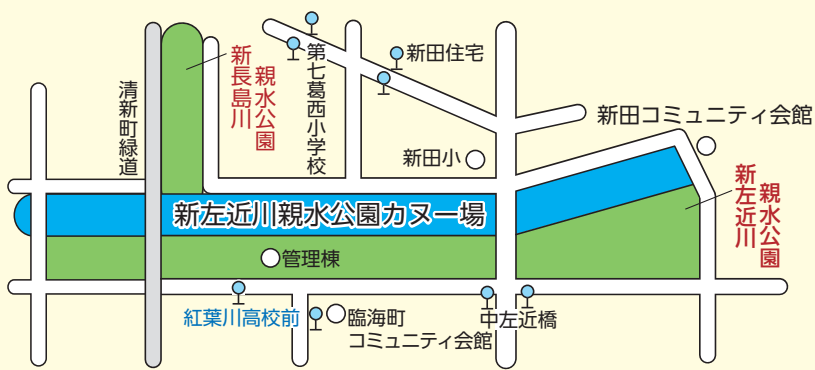 清新町緑道
新長島川
親水公園
第七葛西小学校
新田住宅
新田コミュニティ会館
新田小
新左近川親水公園カヌー場
新左近川
親水公園
管理棟
紅葉川高校前
臨海町
コミュニティ会館
中左近橋